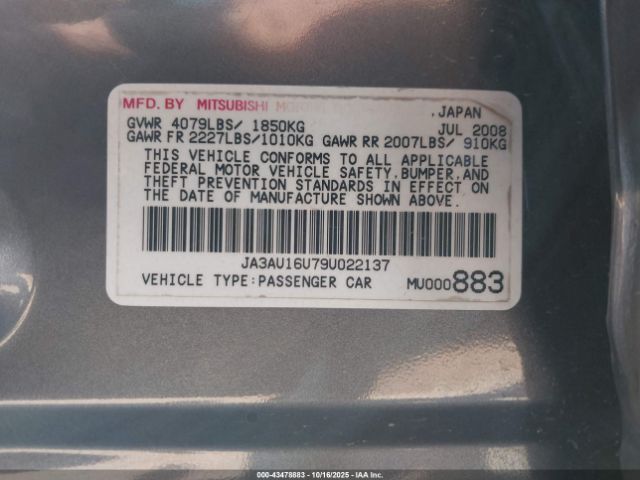 MFD. BY MITSUBISHI
, JAPAN
GVWR 4079LBS/ 1850KG JUL 2008
GAWR FR 2227LBS/1010KG GAWR RR 2007LBS/ 910KG
THIS VEHICLE CONFORMS TO ALL APPLICABLE
FEDERAL MOTOR VEHICLE SAFETY, BUMPER, AND
THEFT PREVENTION STANDARDS IN EFFECT ON
THE DATE OF MANUFACTURE SHOWN ABOVE.
JA3AU16U79U022137
VEHICLE TYPE:PASSENGER CAR MU000883
000-43478883 | 10/16/2025 | IAA Inc.